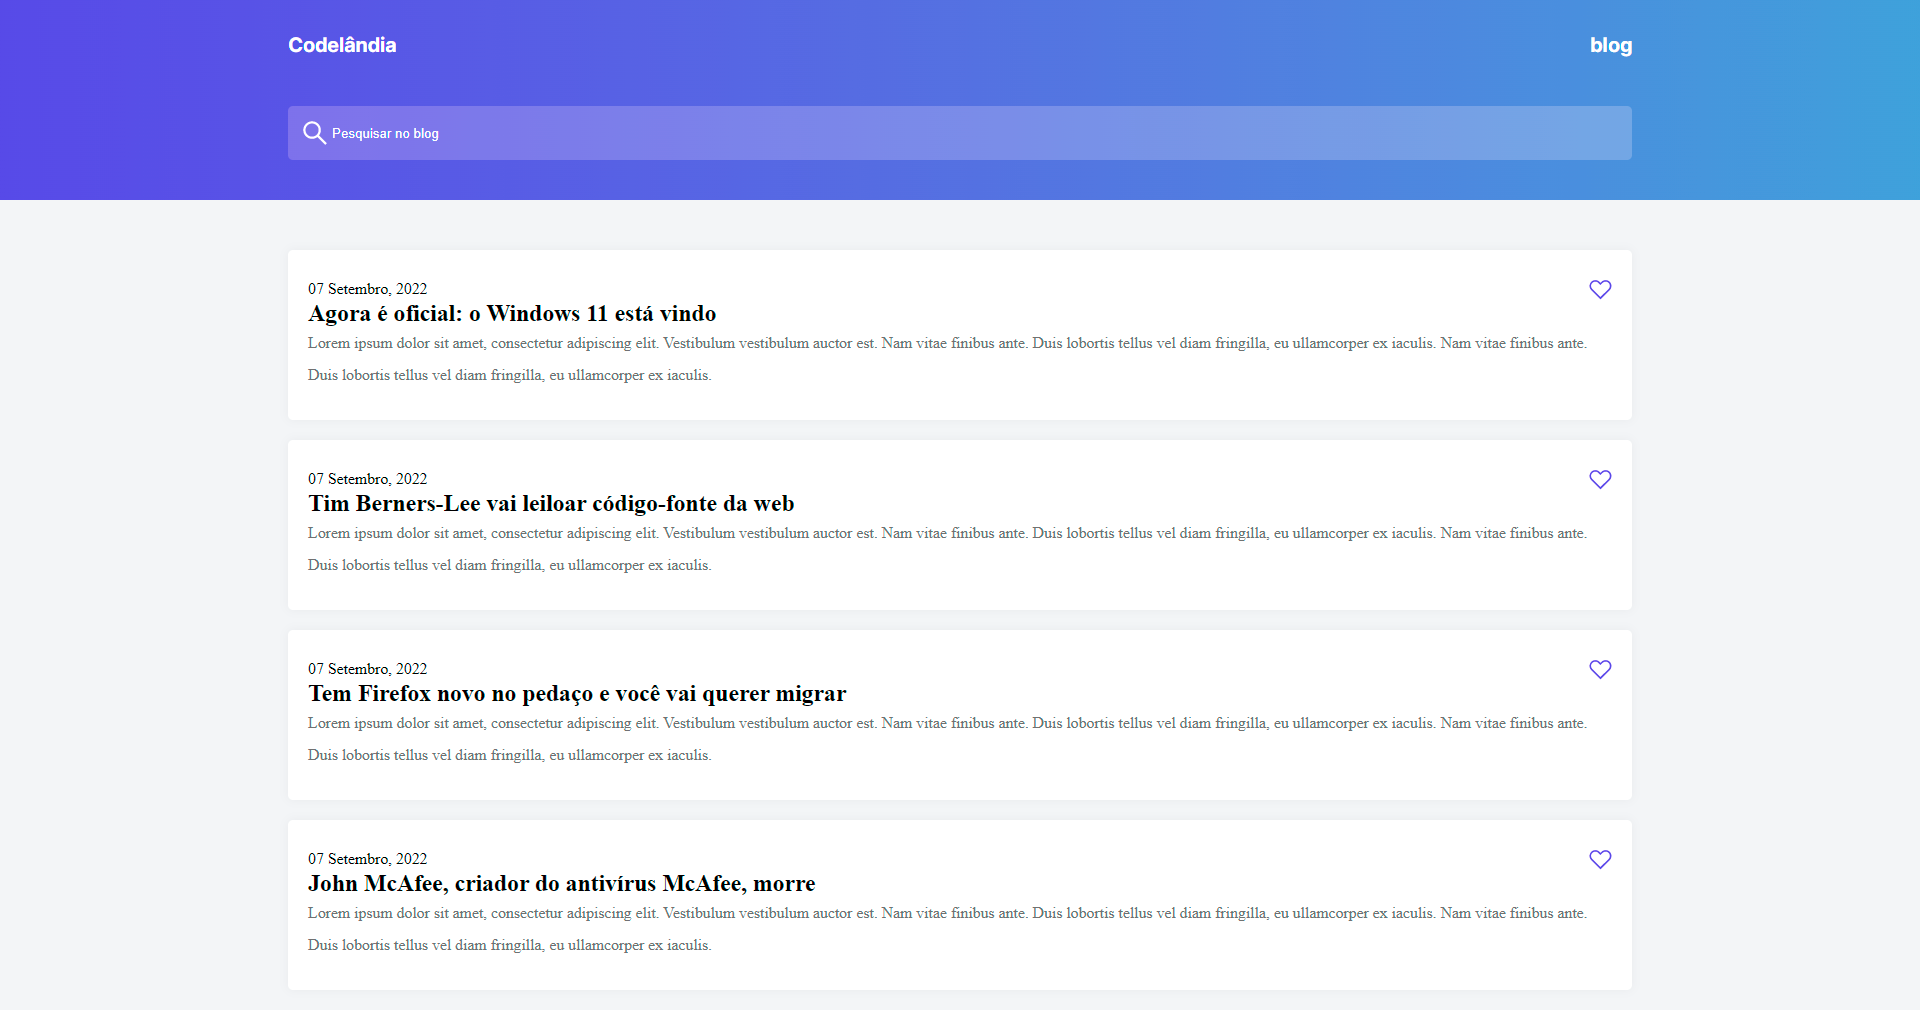 Codelândia
blog
Pesquisar no blog
07 Setembro, 2022
Agora é oficial: o Windows 11 está vindo
Lorem ipsum dolor sit amet, consectetur adipiscing elit. Vestibulum vestibulum auctor est. Nam vitae finibus ante. Duis lobortis tellus vel diam fringilla, eu ullamcorper ex iaculis. Nam vitae finibus ante.
Duis lobortis tellus vel diam fringilla, eu ullamcorper ex iaculis.
07 Setembro, 2022
Tim Berners-Lee vai leiloar código-fonte da web
Lorem ipsum dolor sit amet, consectetur adipiscing elit. Vestibulum vestibulum auctor est. Nam vitae finibus ante. Duis lobortis tellus vel diam fringilla, eu ullamcorper ex iaculis. Nam vitae finibus ante.
Duis lobortis tellus vel diam fringilla, eu ullamcorper ex iaculis.
07 Setembro, 2022
Tem Firefox novo no pedaço e você vai querer migrar
Lorem ipsum dolor sit amet, consectetur adipiscing elit. Vestibulum vestibulum auctor est. Nam vitae finibus ante. Duis lobortis tellus vel diam fringilla, eu ullamcorper ex iaculis. Nam vitae finibus ante.
Duis lobortis tellus vel diam fringilla, eu ullamcorper ex iaculis.
07 Setembro, 2022
John McAfee, criador do antivírus McAfee, morre
Lorem ipsum dolor sit amet, consectetur adipiscing elit. Vestibulum vestibulum auctor est. Nam vitae finibus ante. Duis lobortis tellus vel diam fringilla, eu ullamcorper ex iaculis. Nam vitae finibus ante.
Duis lobortis tellus vel diam fringilla, eu ullamcorper ex iaculis.